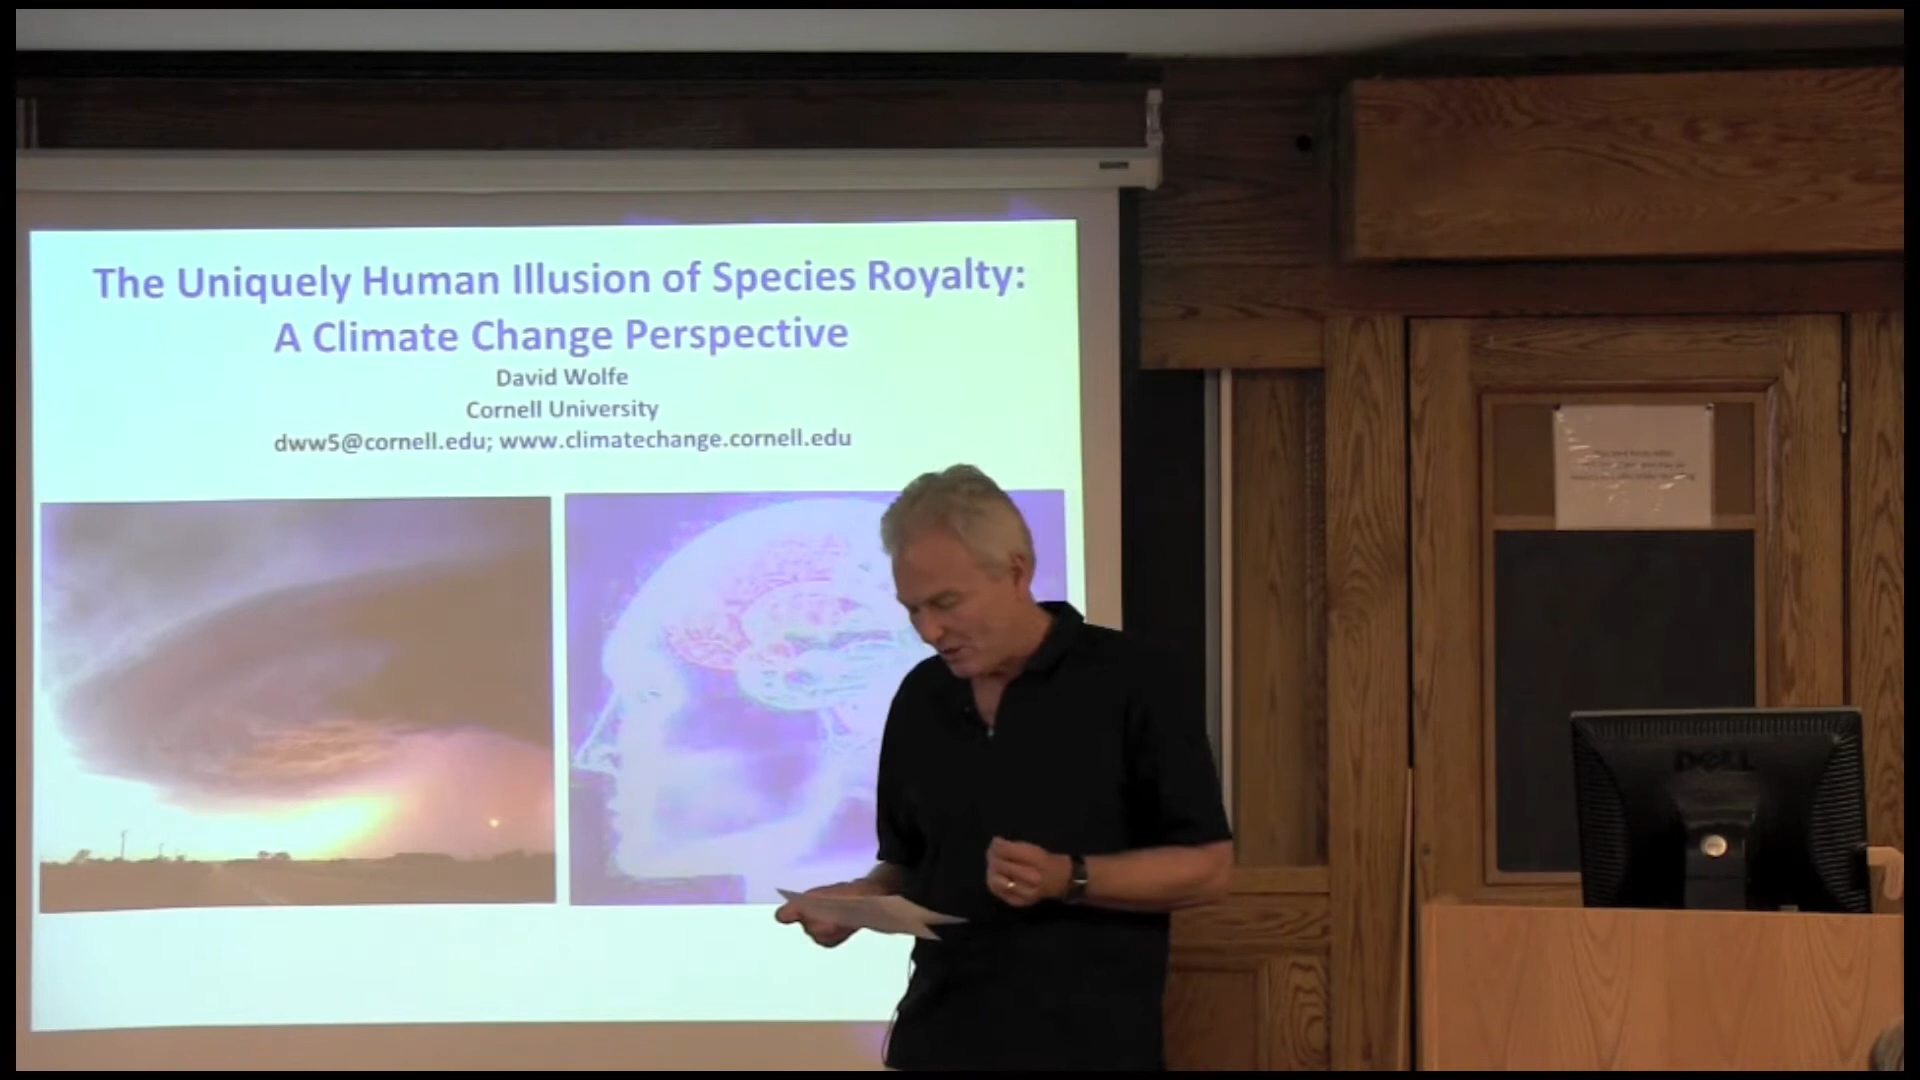 The Uniquely Human Illusion of Species Royalty:
A Climate Change Perspective
David Wolfe
Cornell University
dww5@cornell.edu; www.climatechange.cornell.edu
DELL